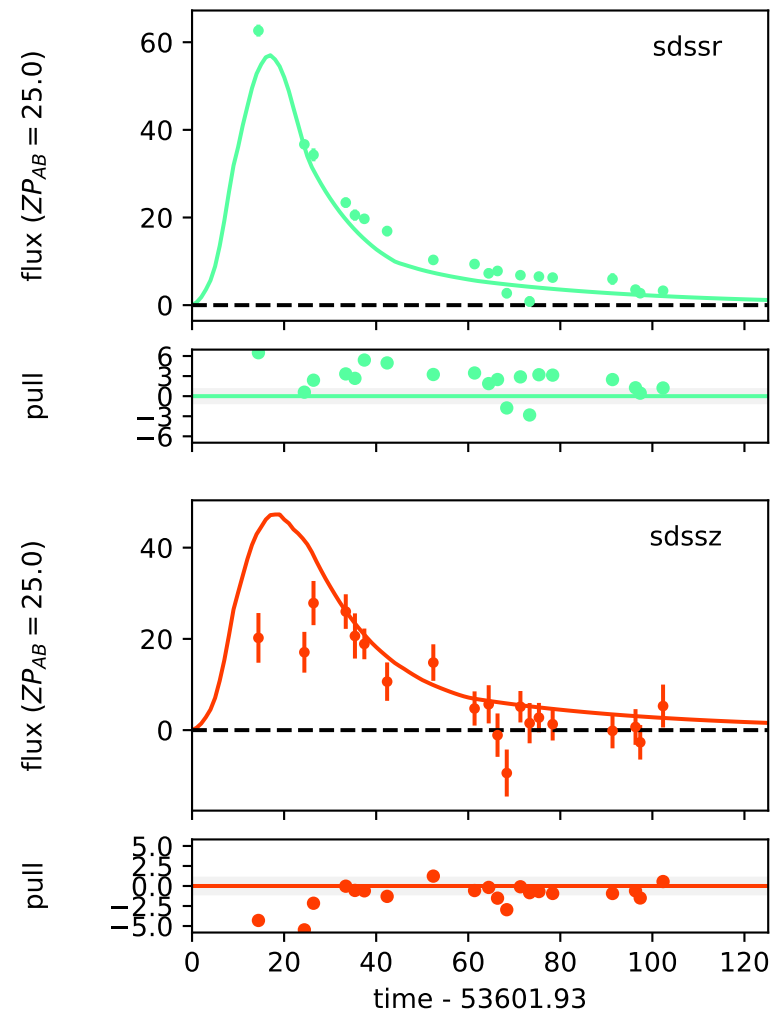 flux (ZP_AB = 25.0)
60
40
20
0
sdssr
pull
6
3
0
−3
−6
flux (ZP_AB = 25.0)
40
20
0
sdssz
pull
5.0
2.5
0.0
−2.5
−5.0
0 20 40 60 80 100 120
time - 53601.93